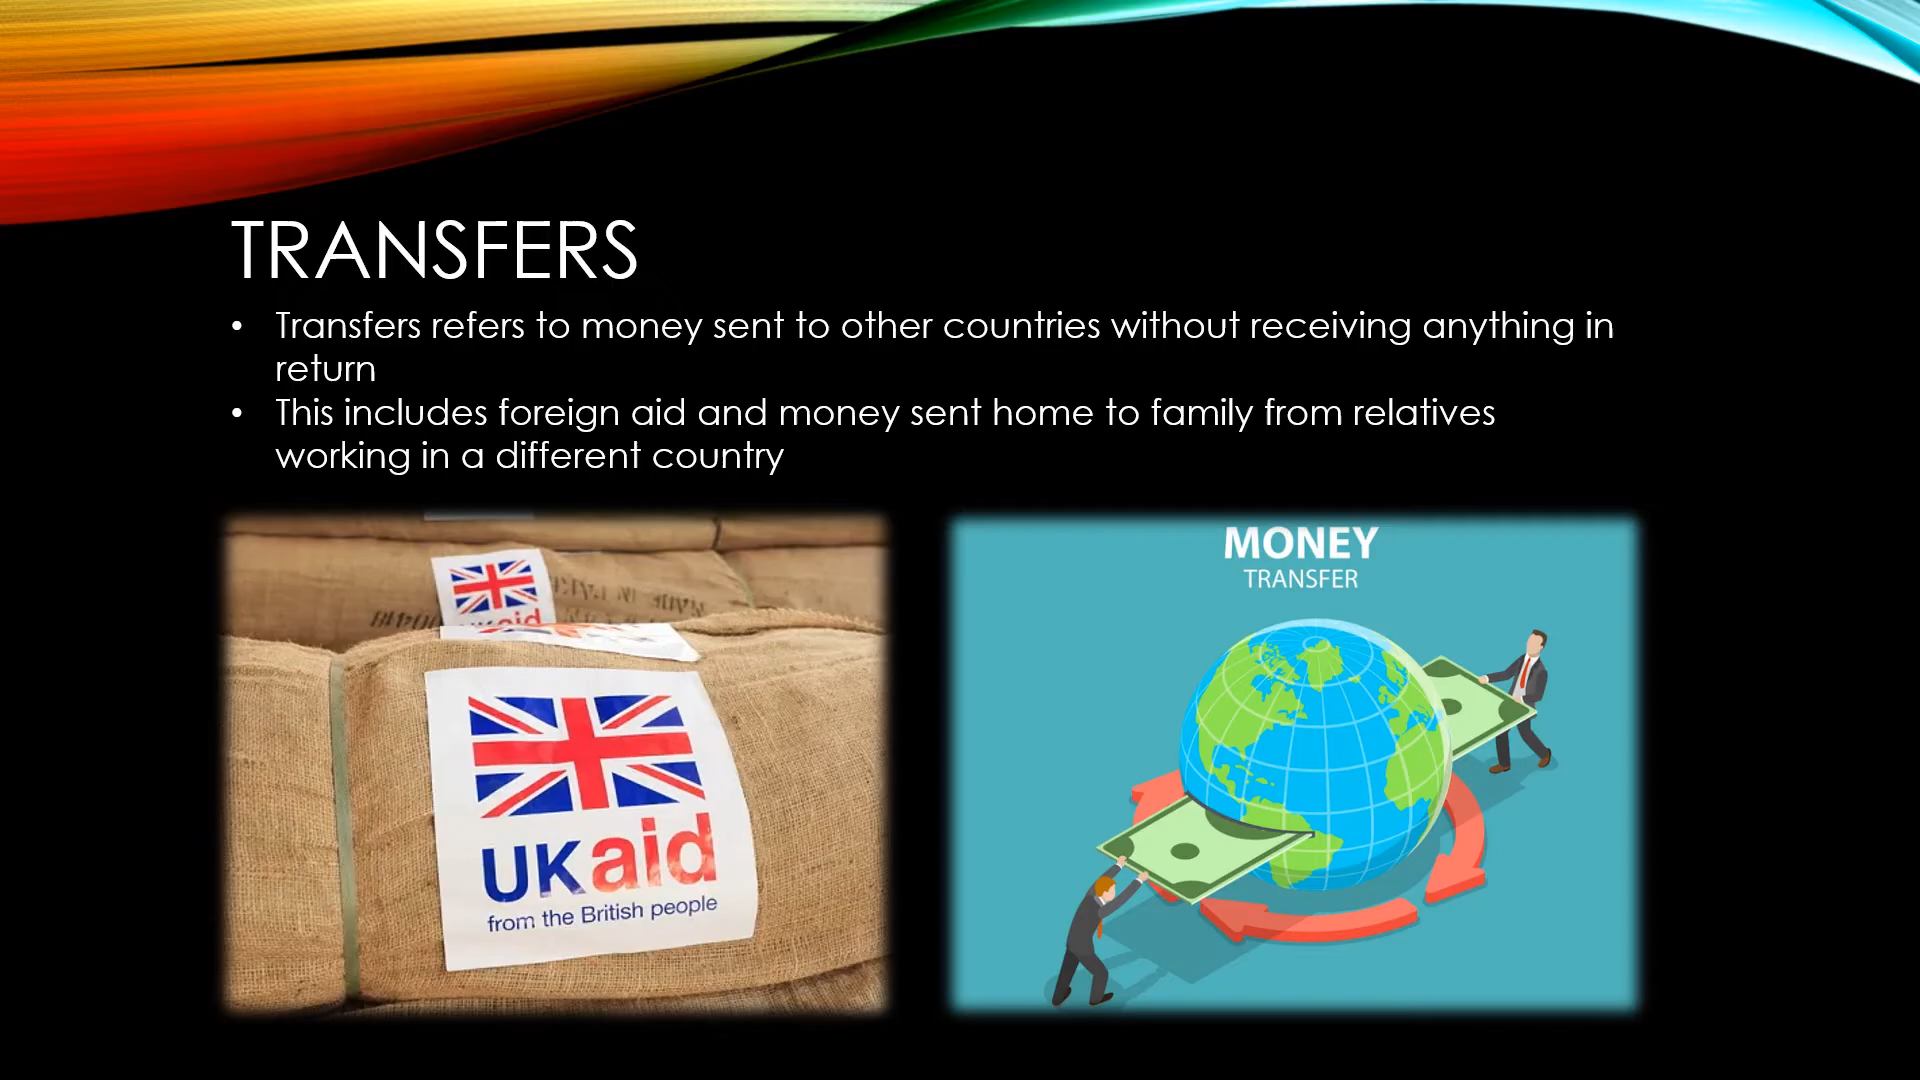 TRANSFERS
• Transfers refers to money sent to other countries without receiving anything in
return
• This includes foreign aid and money sent home to family from relatives
working in a different country
UKaid
UKaid
from the British people
MONEY
TRANSFER